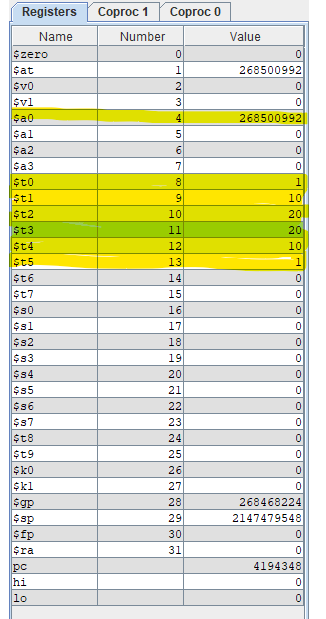 Registers Coproc 1 Coproc 0
Name Number Value
$zero 0 0
$at 1 268500992
$v0 2 0
$v1 3 0
$a0 4 268500992
$a1 5 0
$a2 6 0
$a3 7 0
$t0 8 1
$t1 9 10
$t2 10 20
$t3 11 20
$t4 12 10
$t5 13 1
$t6 14 0
$t7 15 0
$s0 16 0
$s1 17 0
$s2 18 0
$s3 19 0
$s4 20 0
$s5 21 0
$s6 22 0
$s7 23 0
$t8 24 0
$t9 25 0
$k0 26 0
$k1 27 0
$gp 28 268468224
$sp 29 2147479548
$fp 30 0
$ra 31 0
pc 4194348
hi 0
lo 0